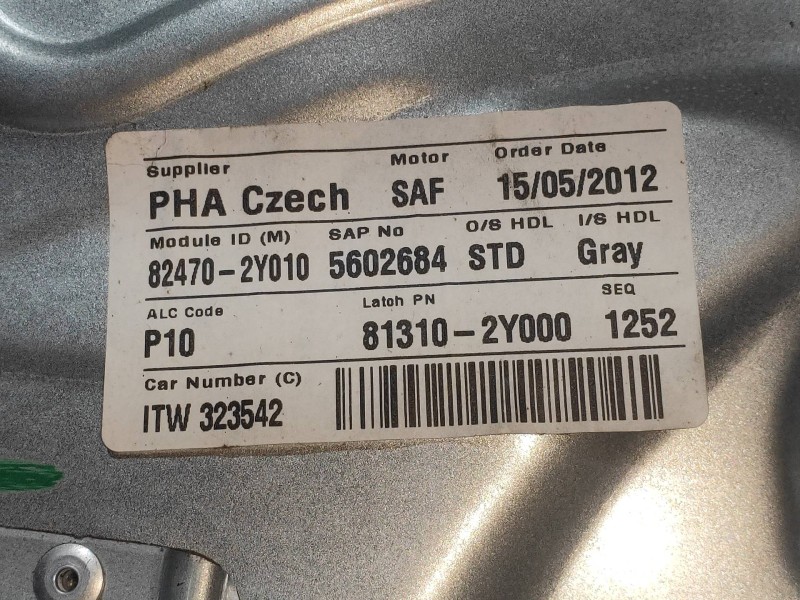 Supplier Motor Order Date
PHA Czech SAF 15/05/2012
Module ID (M) SAP No O/S HDL I/S HDL
82470-2Y010 5602684 STD Gray
ALC Code Latch PN SEQ
P10 81310-2Y000 1252
Car Number (C)
ITW 323542